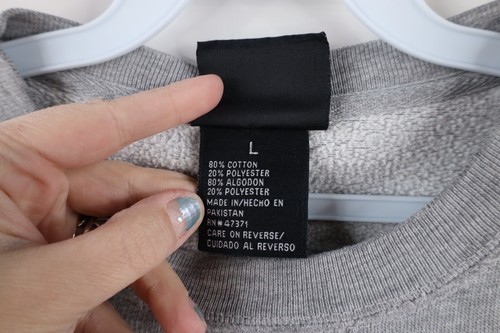 L
80% COTTON
20% POLYESTER
80% ALGODON
20% POLYESTER
MADE IN/HECHO EN
PAKISTAN
RN# 47371
CARE ON REVERSE/
CUIDADO AL REVERSO